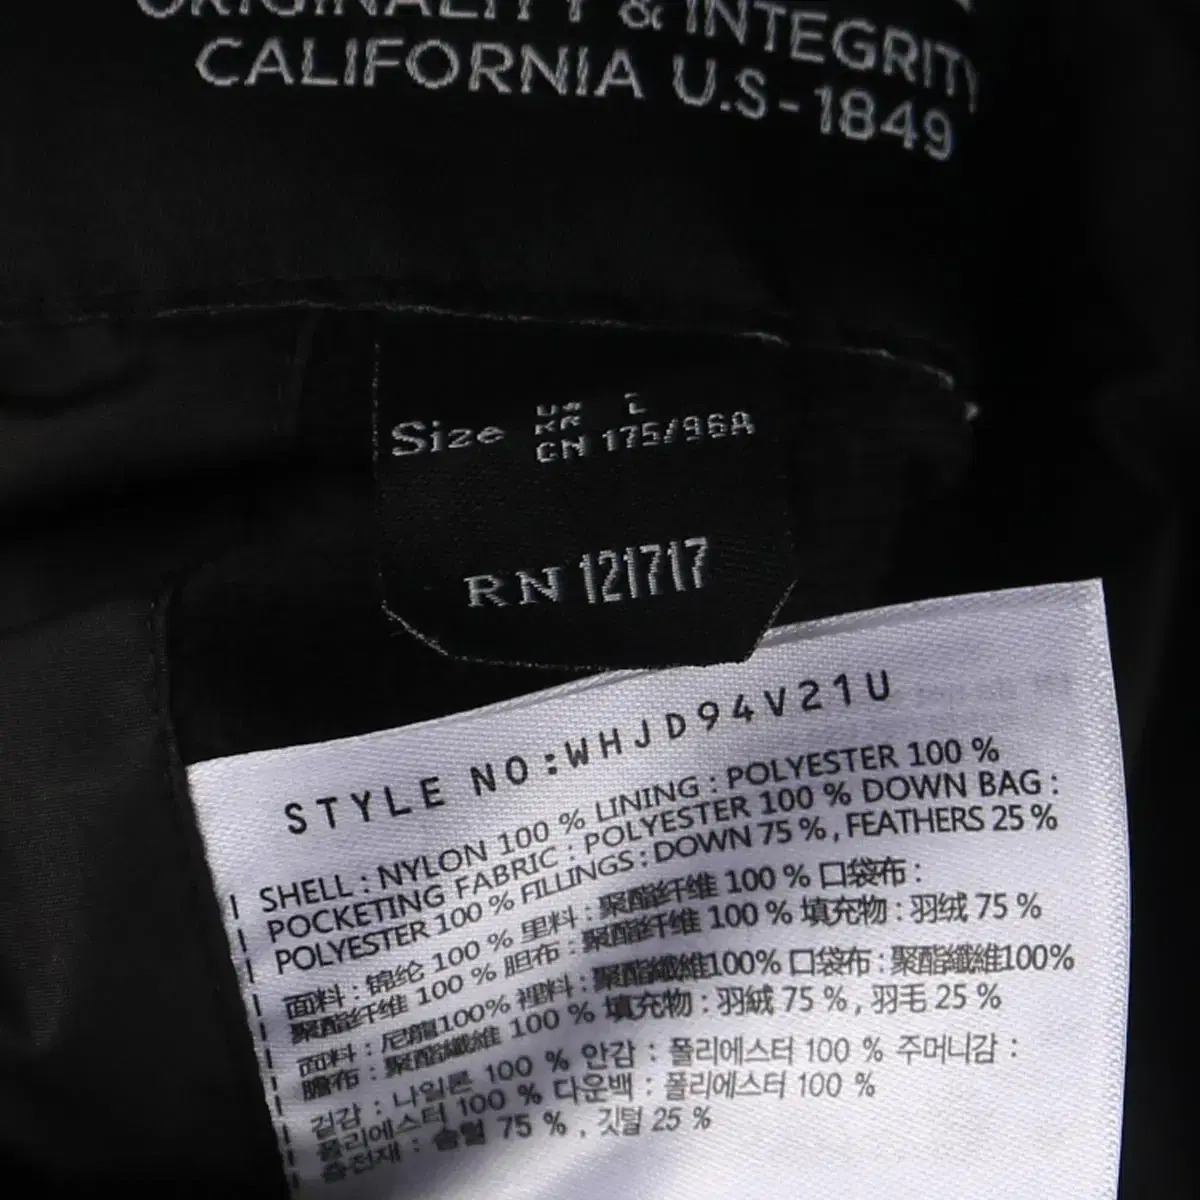 ORIGINALITY & INTEGRITY
CALIFORNIA U.S-1849
Size US L
KR
CN 175/96A
RN 121717
STYLE NO:WHJD94V21U
SHELL : NYLON 100 % LINING : POLYESTER 100 %
POCKETING FABRIC : POLYESTER 100 % DOWN BAG :
POLYESTER 100 % FILLINGS : DOWN 75 % , FEATHERS 25 %
面料 : 锦纶 100 % 里料 : 聚酯纤维 100 % 口袋布 :
聚酯纤维 100 % 胆布 : 聚酯纤维 100 % 填充物 : 羽绒 75 %
面料 : 尼龍100% 裡料 : 聚酯纖維100% 口袋布 : 聚酯纖維100%
膽布 : 聚酯纖維 100 % 填充物 : 羽絨 75 % , 羽毛 25 %
겉감 : 나일론 100 % 안감 : 폴리에스터 100 % 주머니감 :
폴리에스터 100 % 다운백 : 폴리에스터 100 %
충전재 : 솜털 75 % , 깃털 25 %